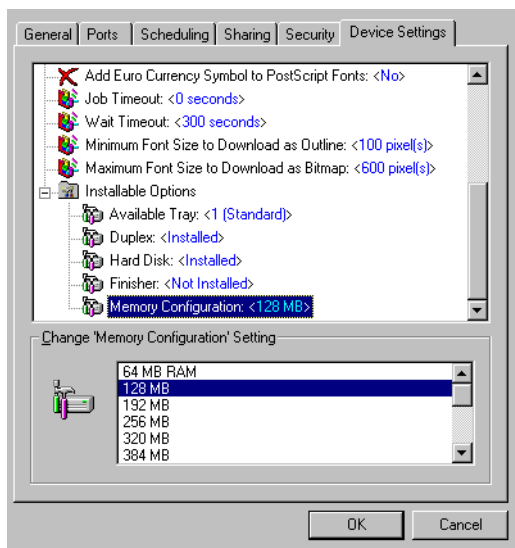 General Ports Scheduling Sharing Security Device Settings
Add Euro Currency Symbol to PostScript Fonts: <No>
Job Timeout: <0 seconds>
Wait Timeout: <300 seconds>
Minimum Font Size to Download as Outline: <100 pixel(s)>
Maximum Font Size to Download as Bitmap: <600 pixel(s)>
Installable Options
Available Tray: <1 (Standard)>
Duplex: <Installed>
Hard Disk: <Installed>
Finisher: <Not Installed>
Memory Configuration: <128 MB>
Change 'Memory Configuration' Setting
64 MB RAM
128 MB
192 MB
256 MB
320 MB
384 MB
OK Cancel